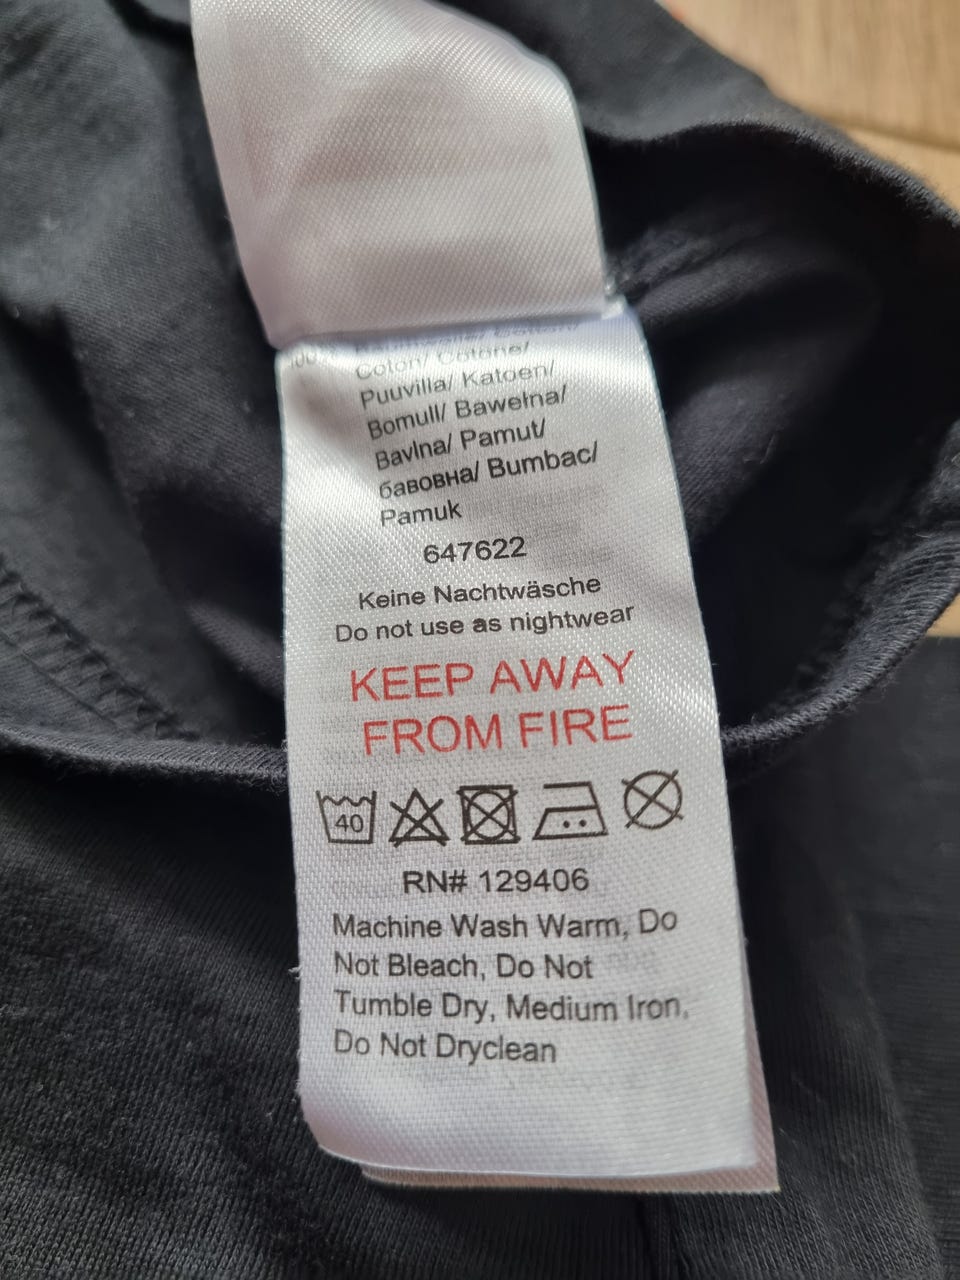 Coton/ Cotone/
Puuvilla/ Katoen/
Bomull/ Bawełna/
Bavlna/ Pamut/
бавовна/ Bumbac/
Pamuk
647622
Keine Nachtwäsche
Do not use as nightwear
KEEP AWAY
FROM FIRE
40
RN# 129406
Machine Wash Warm, Do
Not Bleach, Do Not
Tumble Dry, Medium Iron,
Do Not Dryclean